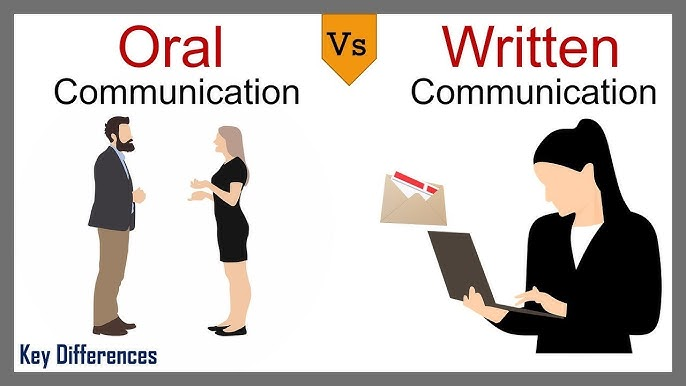 Oral
Communication
Vs
Written
Communication
Key Differences